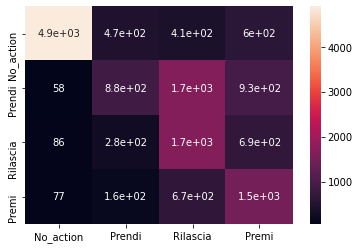 No_action 4.9e+03 4.7e+02 4.1e+02 6e+02
Prendi 58 8.8e+02 1.7e+03 9.3e+02
Rilascia 86 2.8e+02 1.7e+03 6.9e+02
Premi 77 1.6e+02 6.7e+02 1.5e+03
No_action Prendi Rilascia Premi
4000
3000
2000
1000